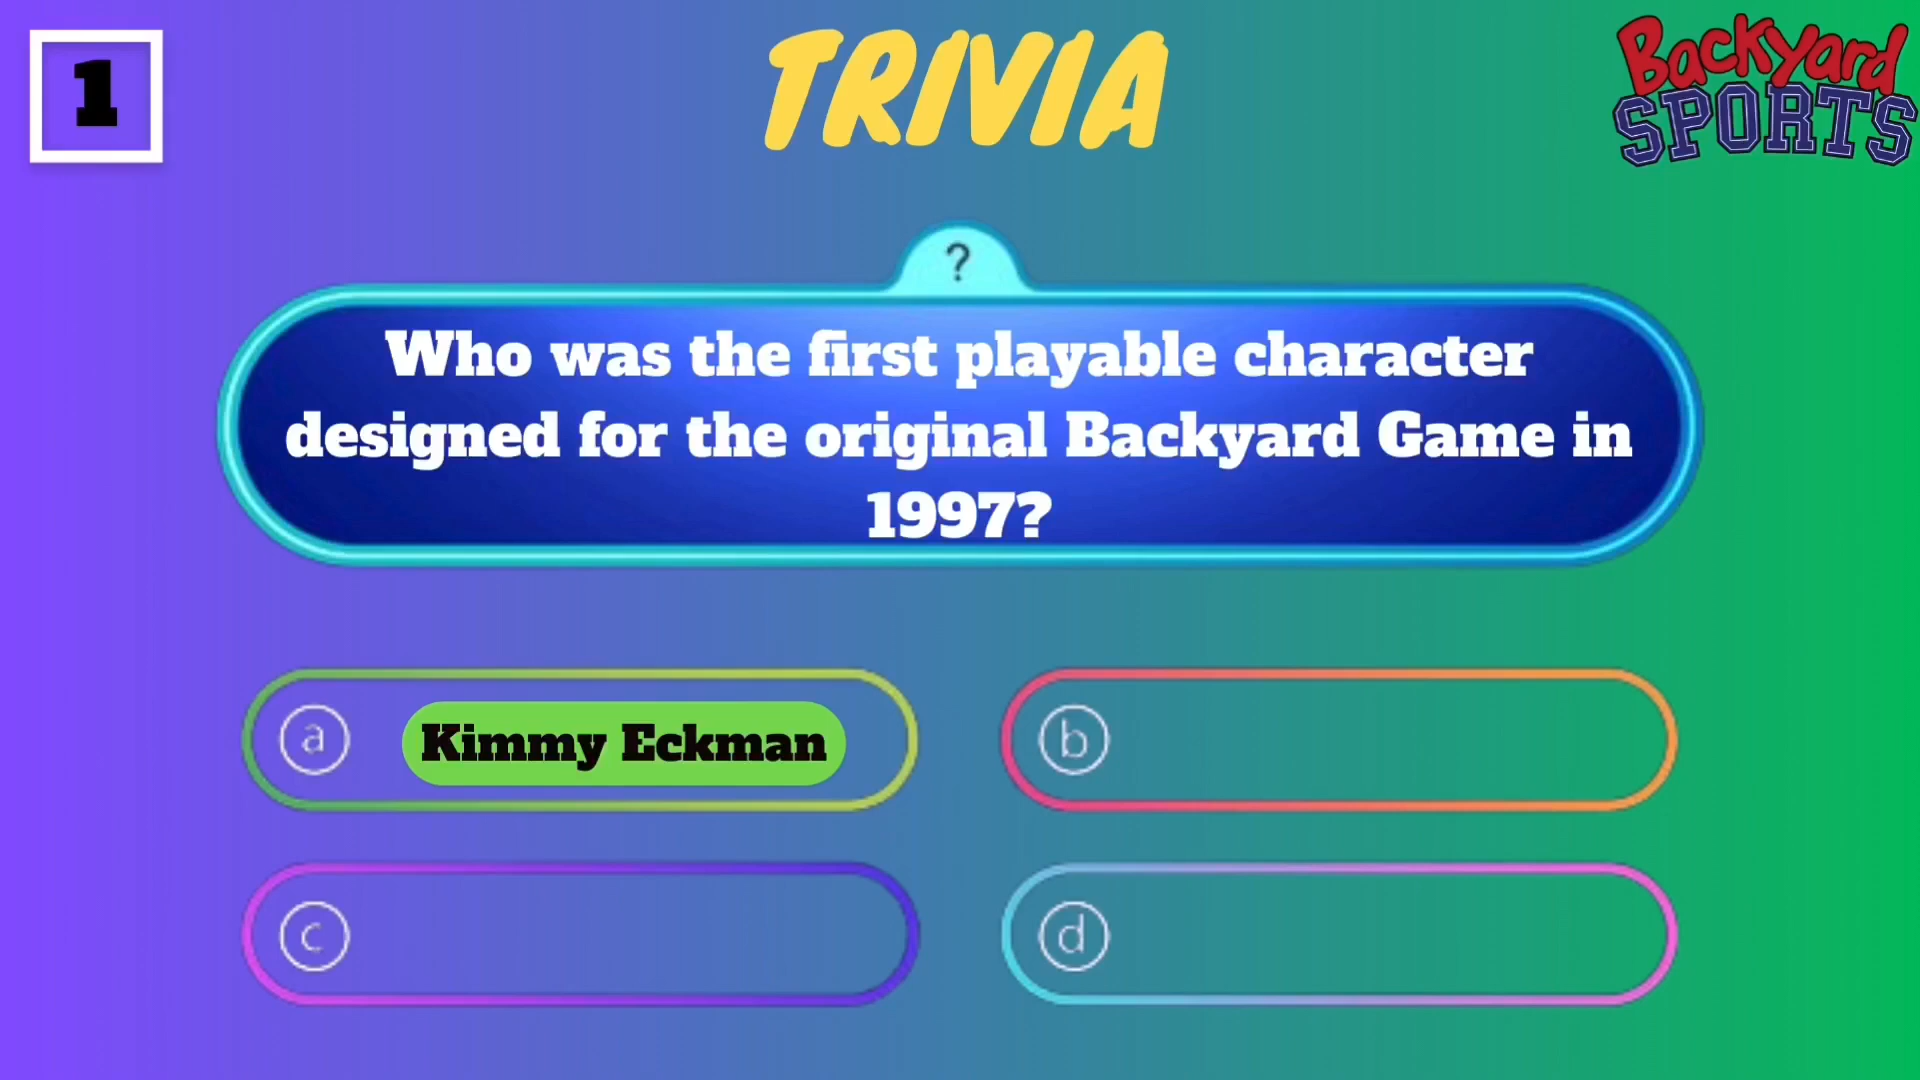 1
TRIVIA
Backyard
SPORTS
?
Who was the first playable character
designed for the original Backyard Game in
1997?
a Kimmy Eckman
b
c
d